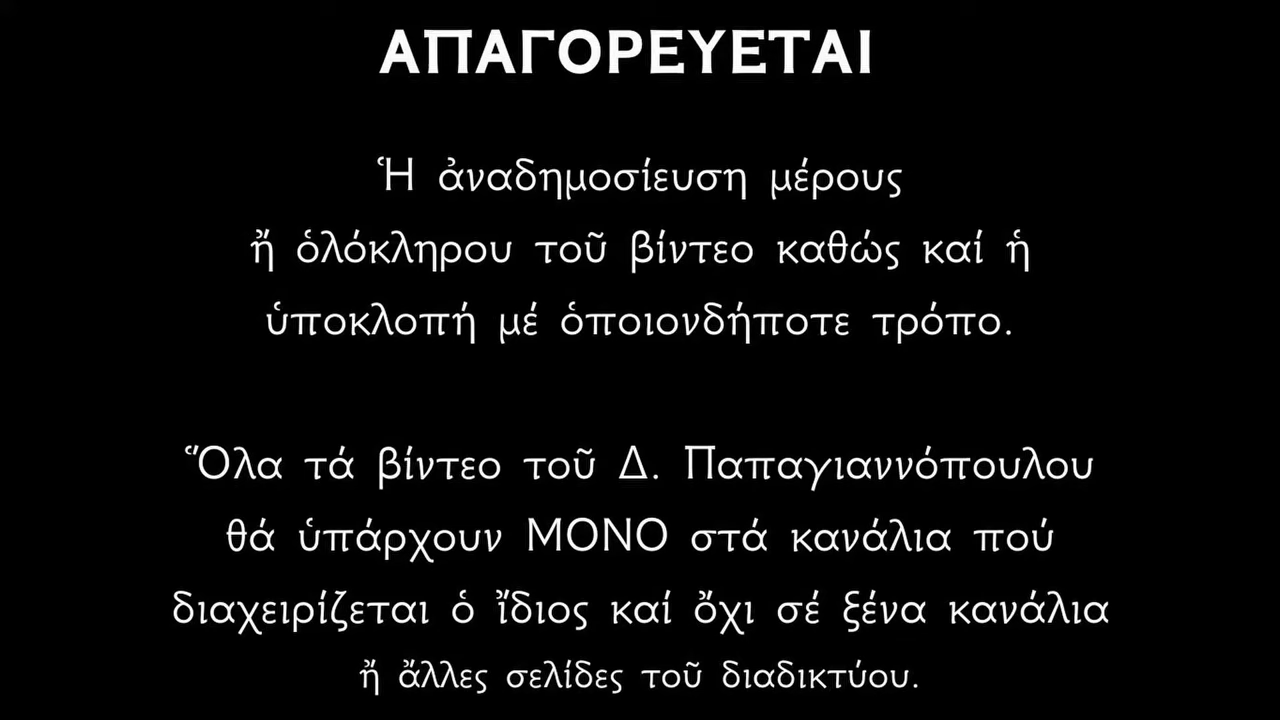 ΑΠΑΓΟΡΕΥΕΤΑΙ
Ἡ ἀναδημοσίευση μέρους
ἤ ὁλόκληρου τοῦ βίντεο καθώς καί ἡ
ὑποκλοπή μέ ὁποιονδήποτε τρόπο.
Ὅλα τά βίντεο τοῦ Δ. Παπαγιαννόπουλου
θά ὑπάρχουν ΜΟΝΟ στά κανάλια πού
διαχειρίζεται ὁ ἴδιος καί ὄχι σέ ξένα κανάλια
ἤ ἄλλες σελίδες τοῦ διαδικτύου.